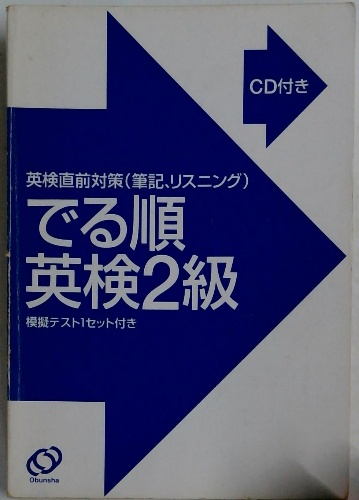 CD付き
英検直前対策(筆記、リスニング)
でる順
英検2級
模擬テスト1セット付き
Obunsha